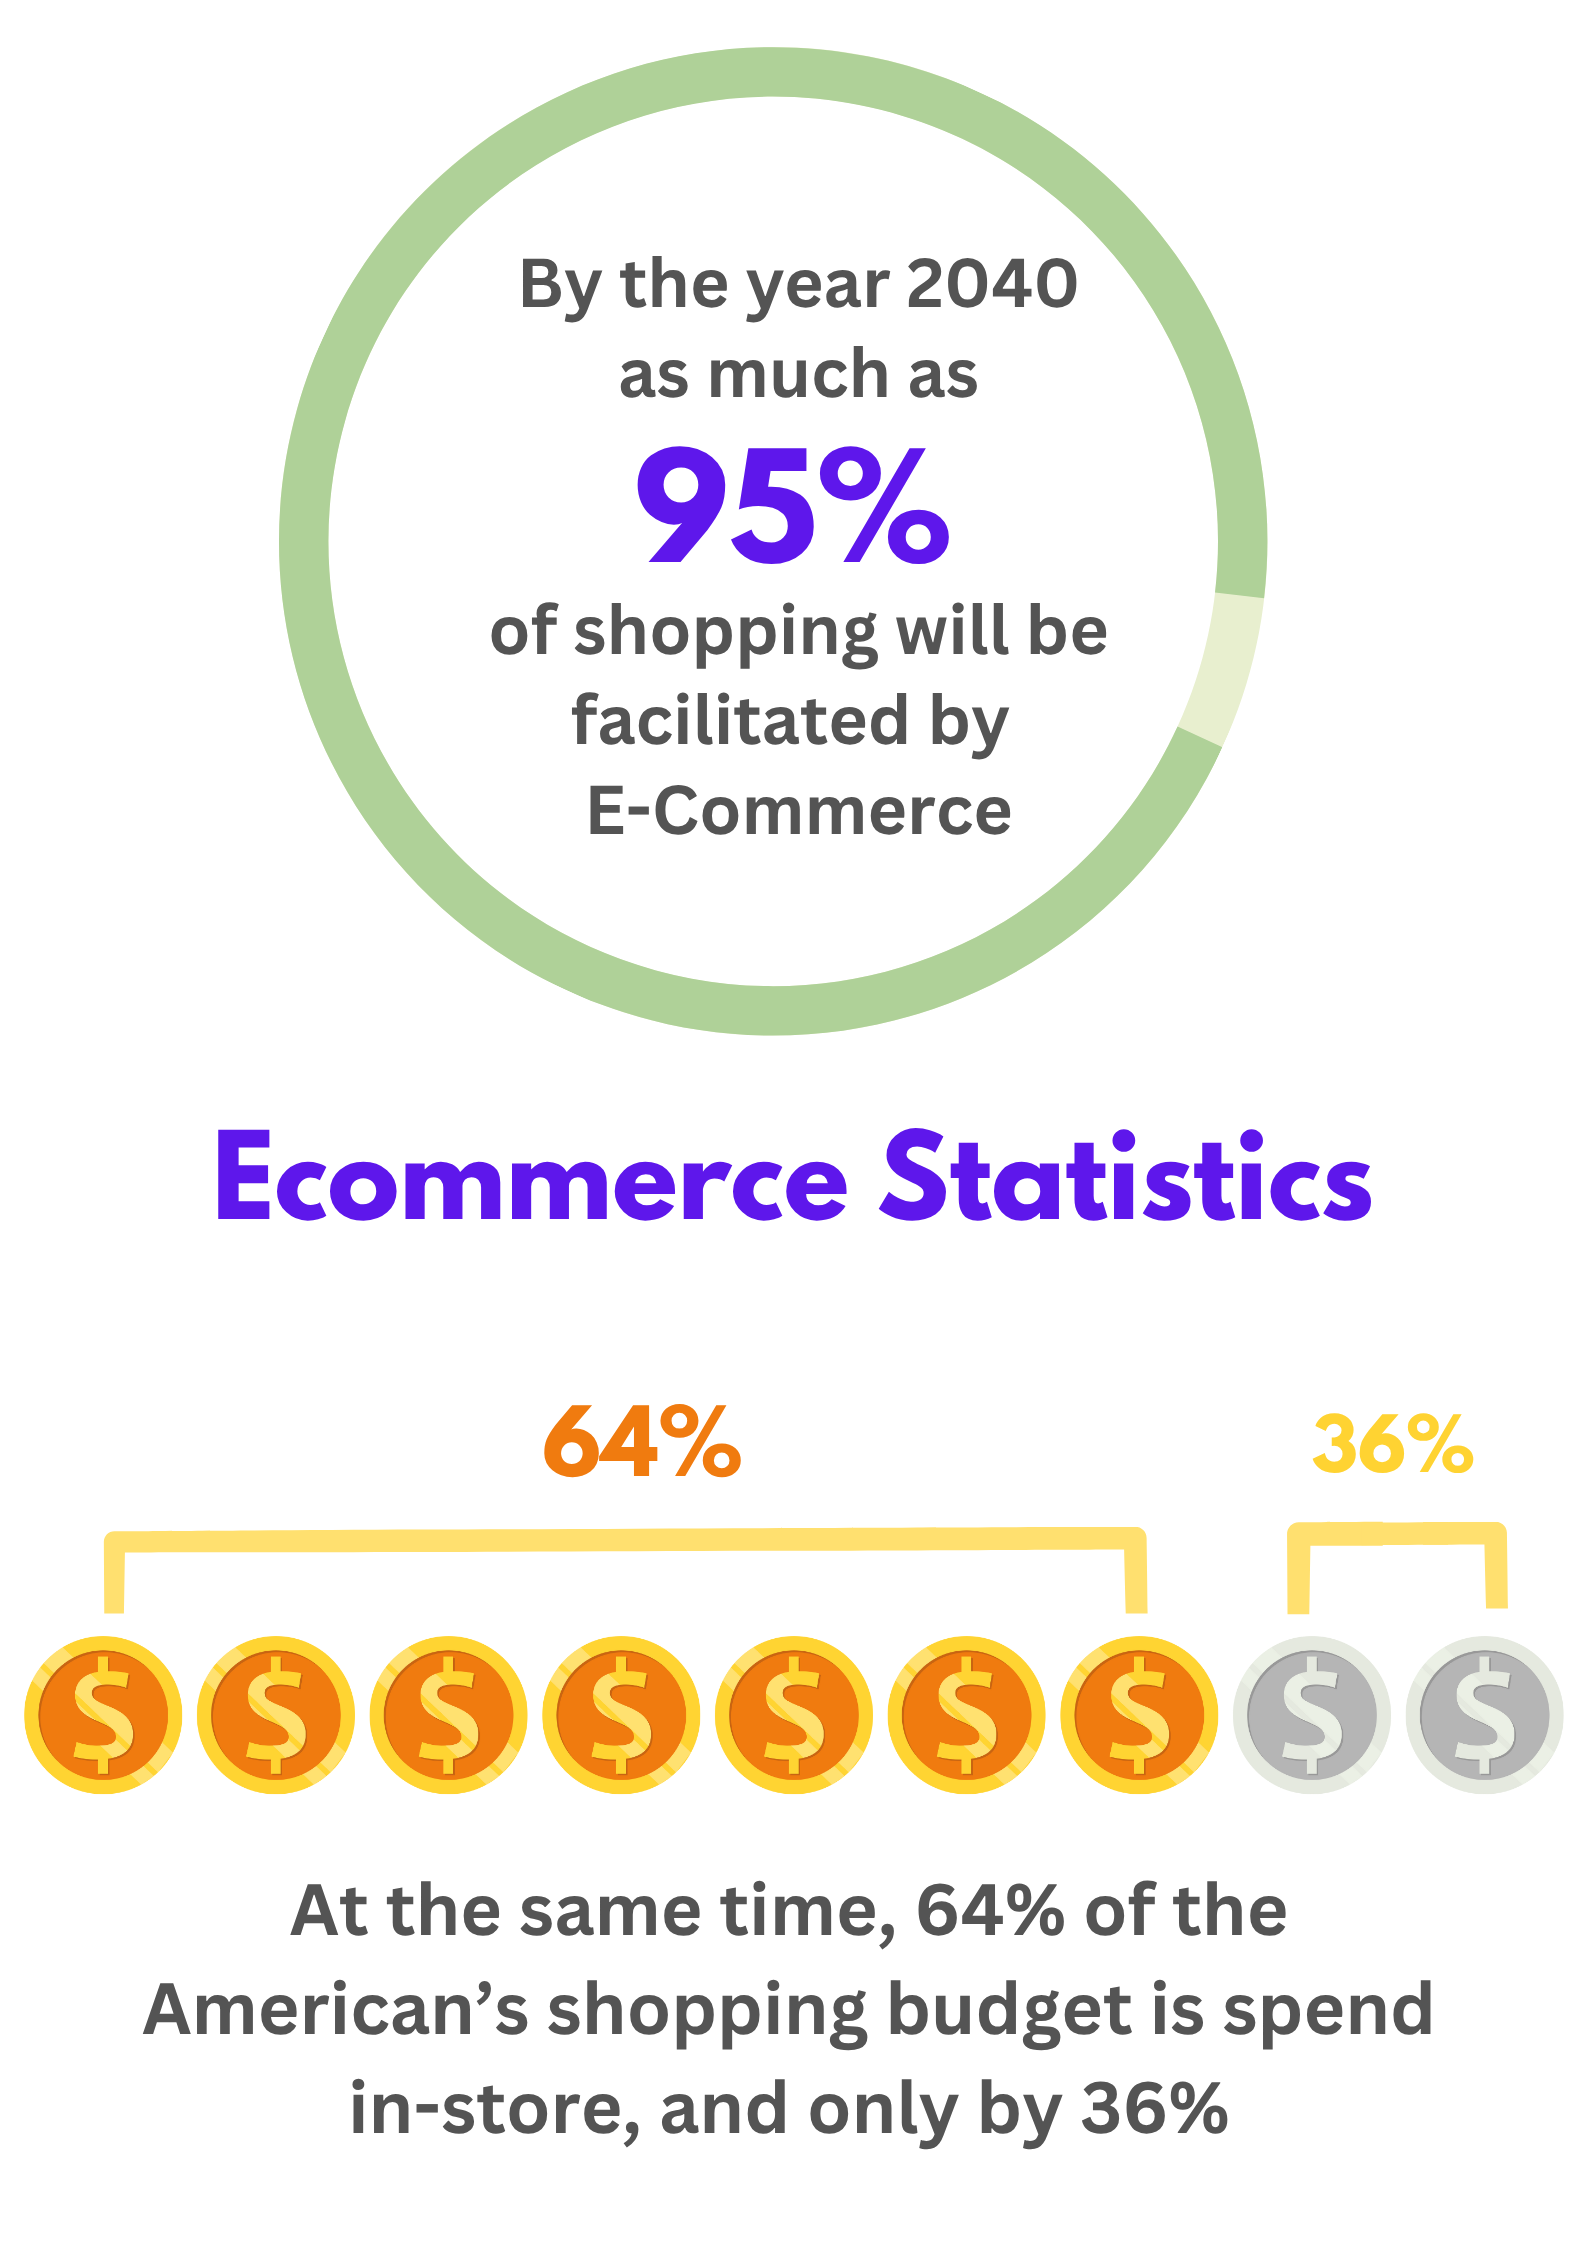 By the year 2040
as much as
95%
of shopping will be
facilitated by
E-Commerce
Ecommerce Statistics
64%
36%
$ $ $ $ $ $ $ $ $
At the same time, 64% of the
American’s shopping budget is spend
in-store, and only by 36%